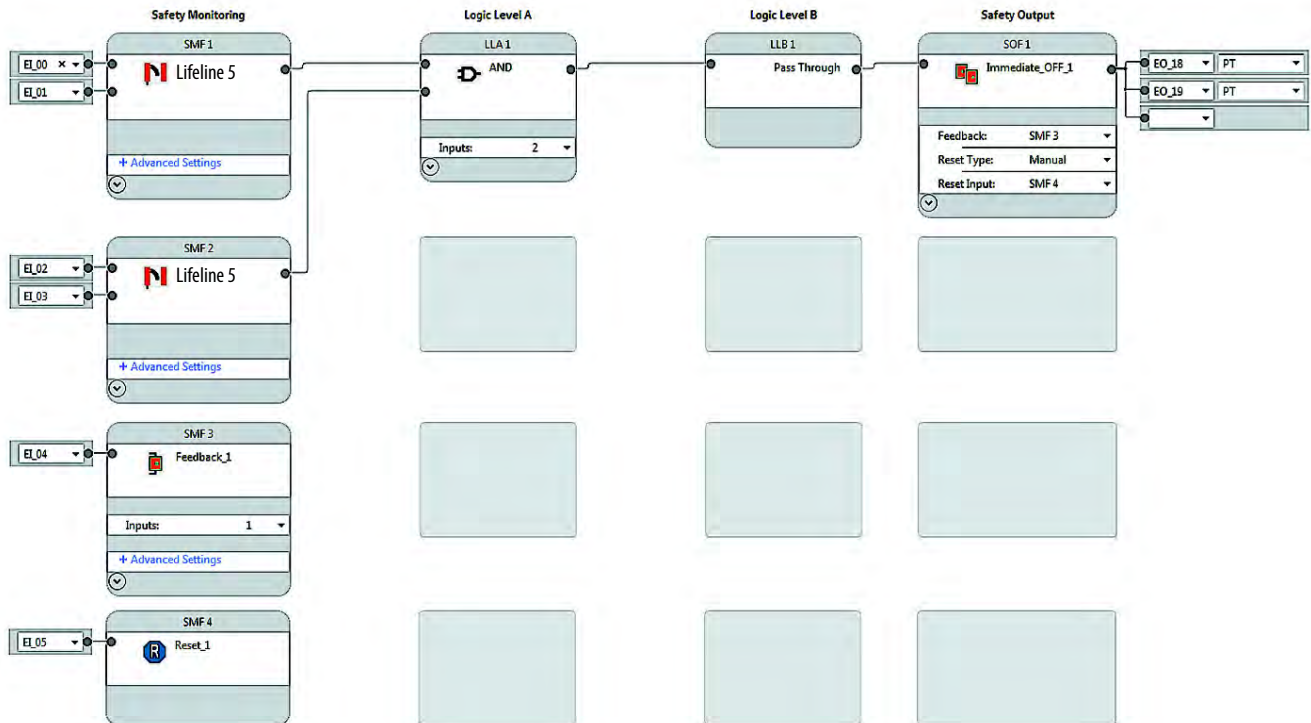 Safety Monitoring
Logic Level A
Logic Level B
Safety Output
SMF 1
EI_00
EI_01
Lifeline 5
+ Advanced Settings
LLA 1
AND
Inputs: 2
LLB 1
Pass Through
SOF 1
Immediate_OFF_1
Feedback: SMF 3
Reset Type: Manual
Reset Input: SMF 4
EO_18 PT
EO_19 PT
SMF 2
EI_02
EI_03
Lifeline 5
+ Advanced Settings
SMF 3
EI_04
Feedback_1
Inputs: 1
+ Advanced Settings
SMF 4
EI_05
R
Reset_1